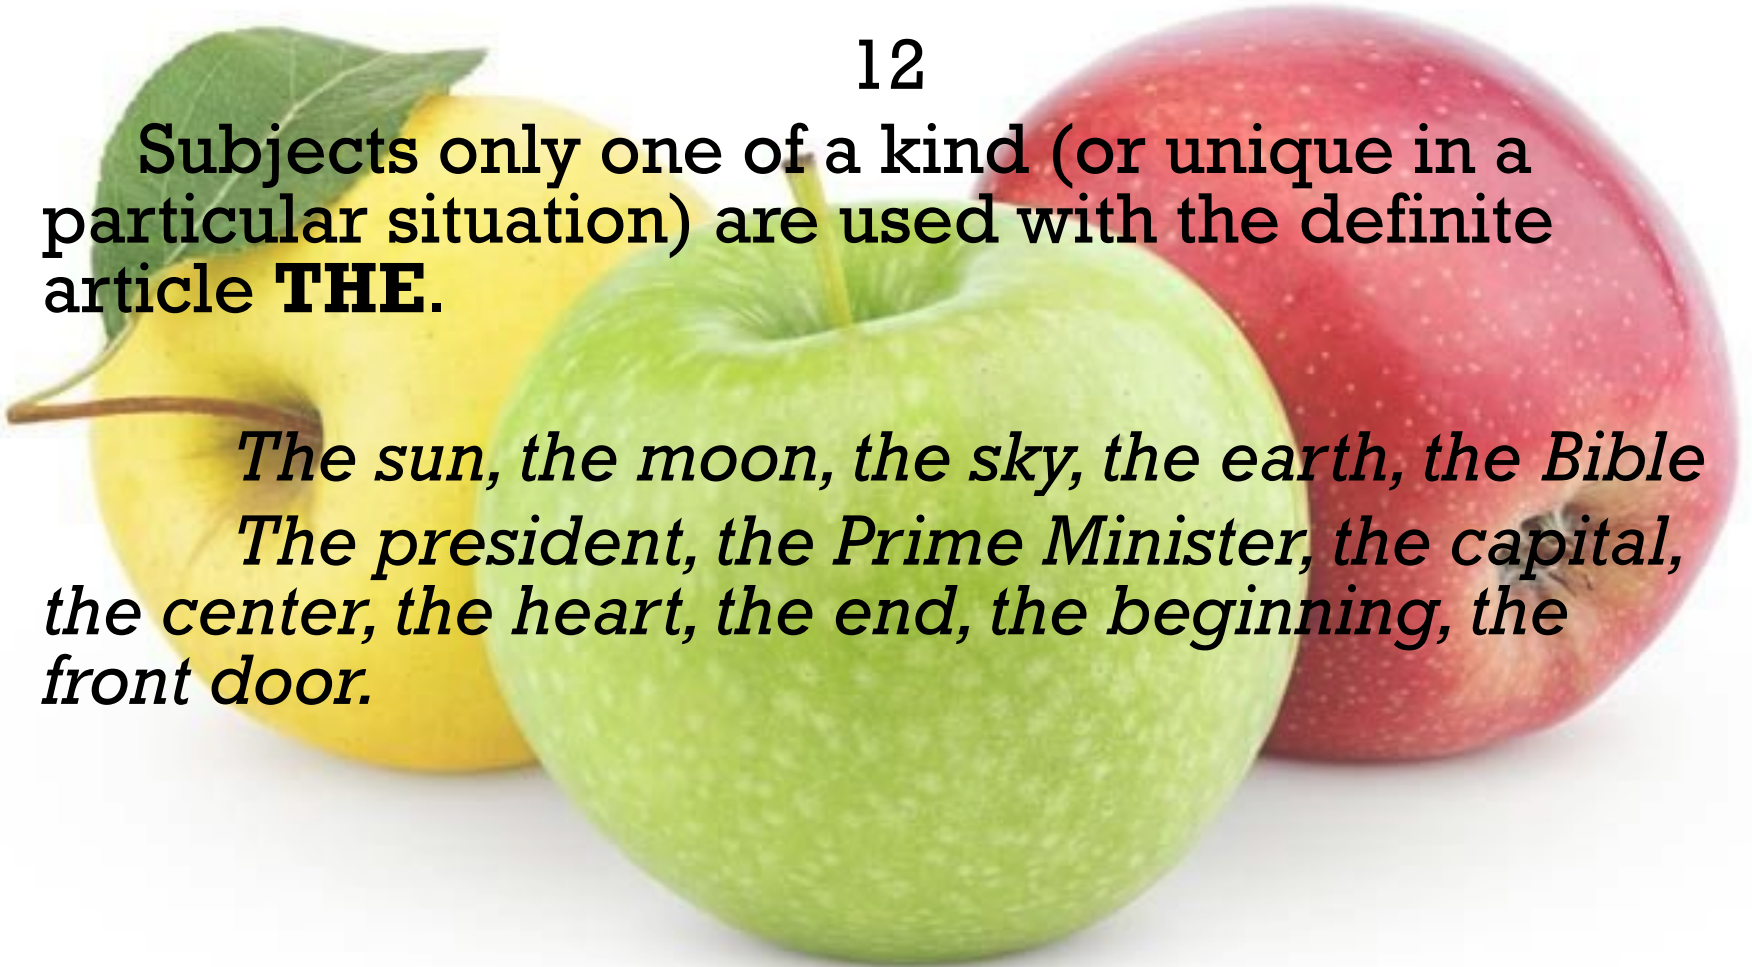 12
Subjects only one of a kind (or unique in a
particular situation) are used with the definite
article THE.
The sun, the moon, the sky, the earth, the Bible
The president, the Prime Minister, the capital,
the center, the heart, the end, the beginning, the
front door.